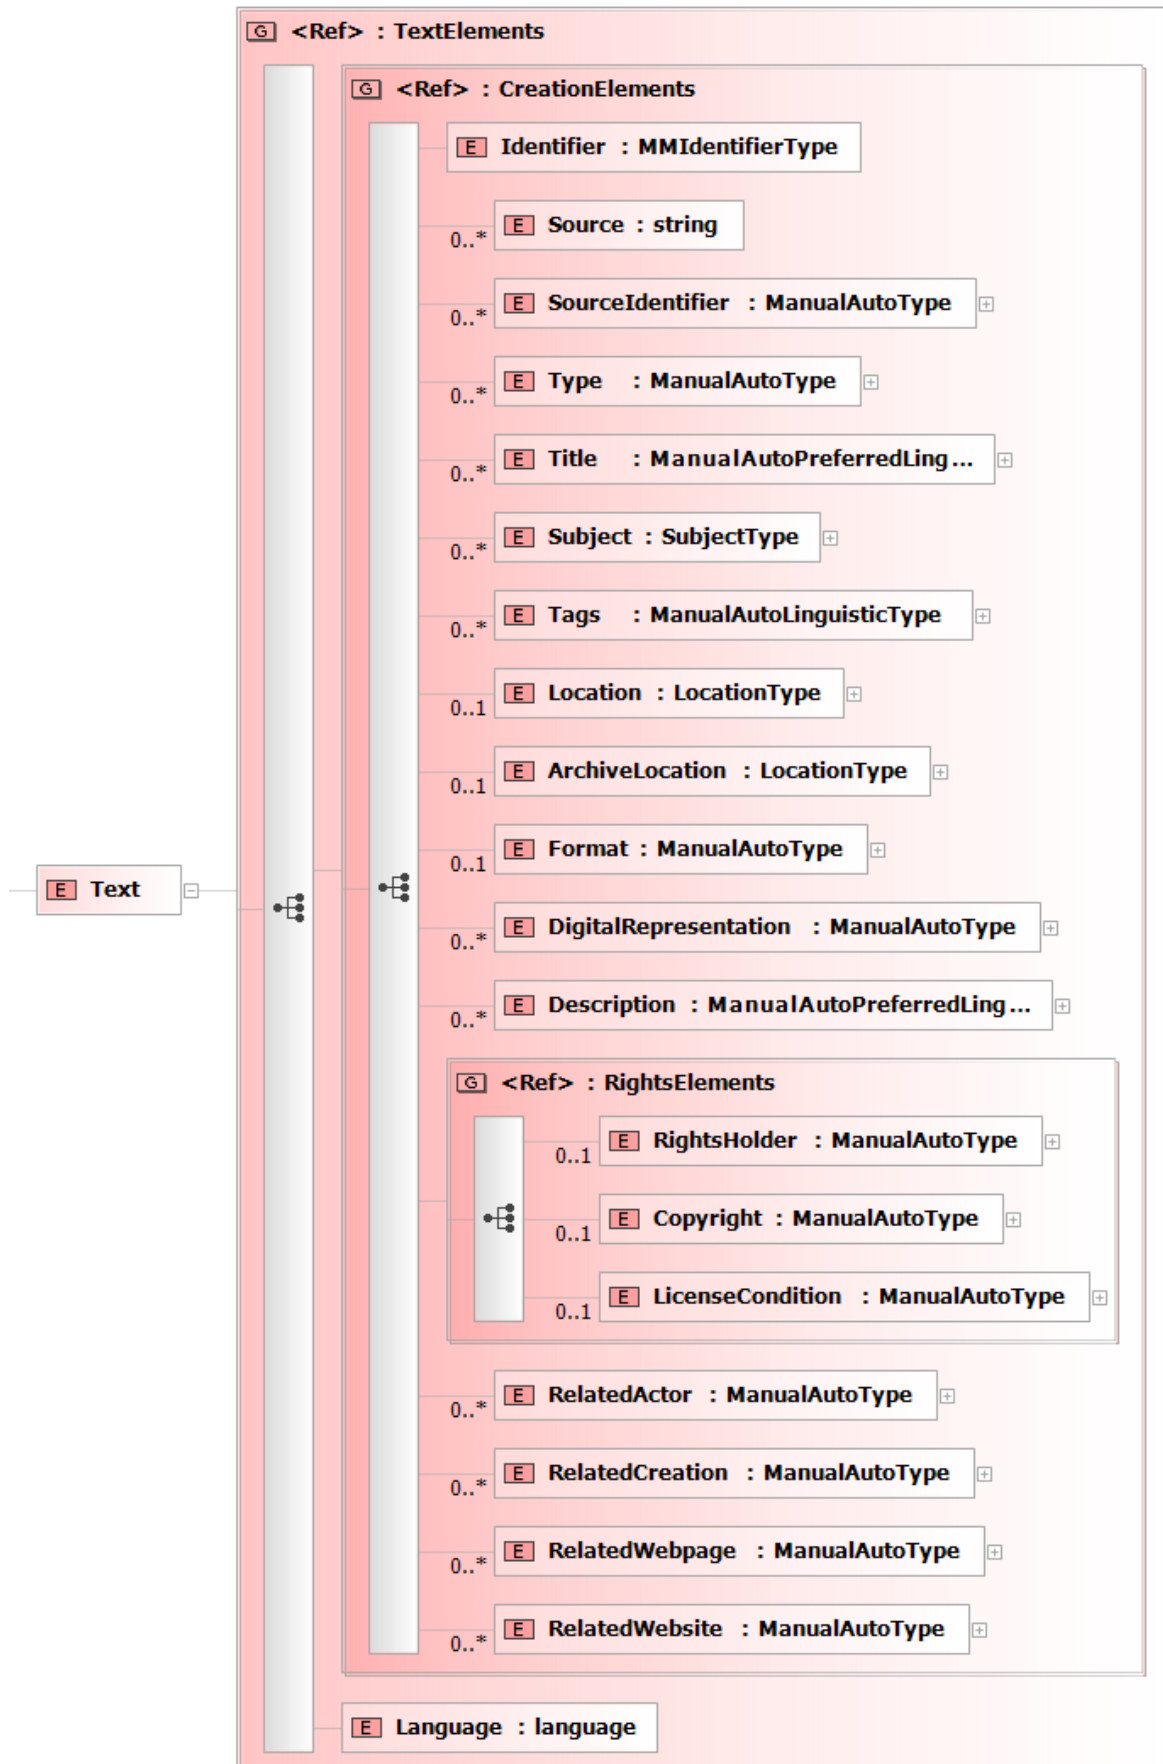 G <Ref> : TextElements
G <Ref> : CreationElements
E Identifier : MMIdentifierType
0..* E Source : string
0..* E SourceIdentifier : ManualAutoType
0..* E Type : ManualAutoType
0..* E Title : ManualAutoPreferredLing...
0..* E Subject : SubjectType
0..* E Tags : ManualAutoLinguisticType
0..1 E Location : LocationType
0..1 E ArchiveLocation : LocationType
0..1 E Format : ManualAutoType
E Text
0..* E DigitalRepresentation : ManualAutoType
0..* E Description : ManualAutoPreferredLing...
G <Ref> : RightsElements
0..1 E RightsHolder : ManualAutoType
0..1 E Copyright : ManualAutoType
0..1 E LicenseCondition : ManualAutoType
0..* E RelatedActor : ManualAutoType
0..* E RelatedCreation : ManualAutoType
0..* E RelatedWebpage : ManualAutoType
0..* E RelatedWebsite : ManualAutoType
E Language : language